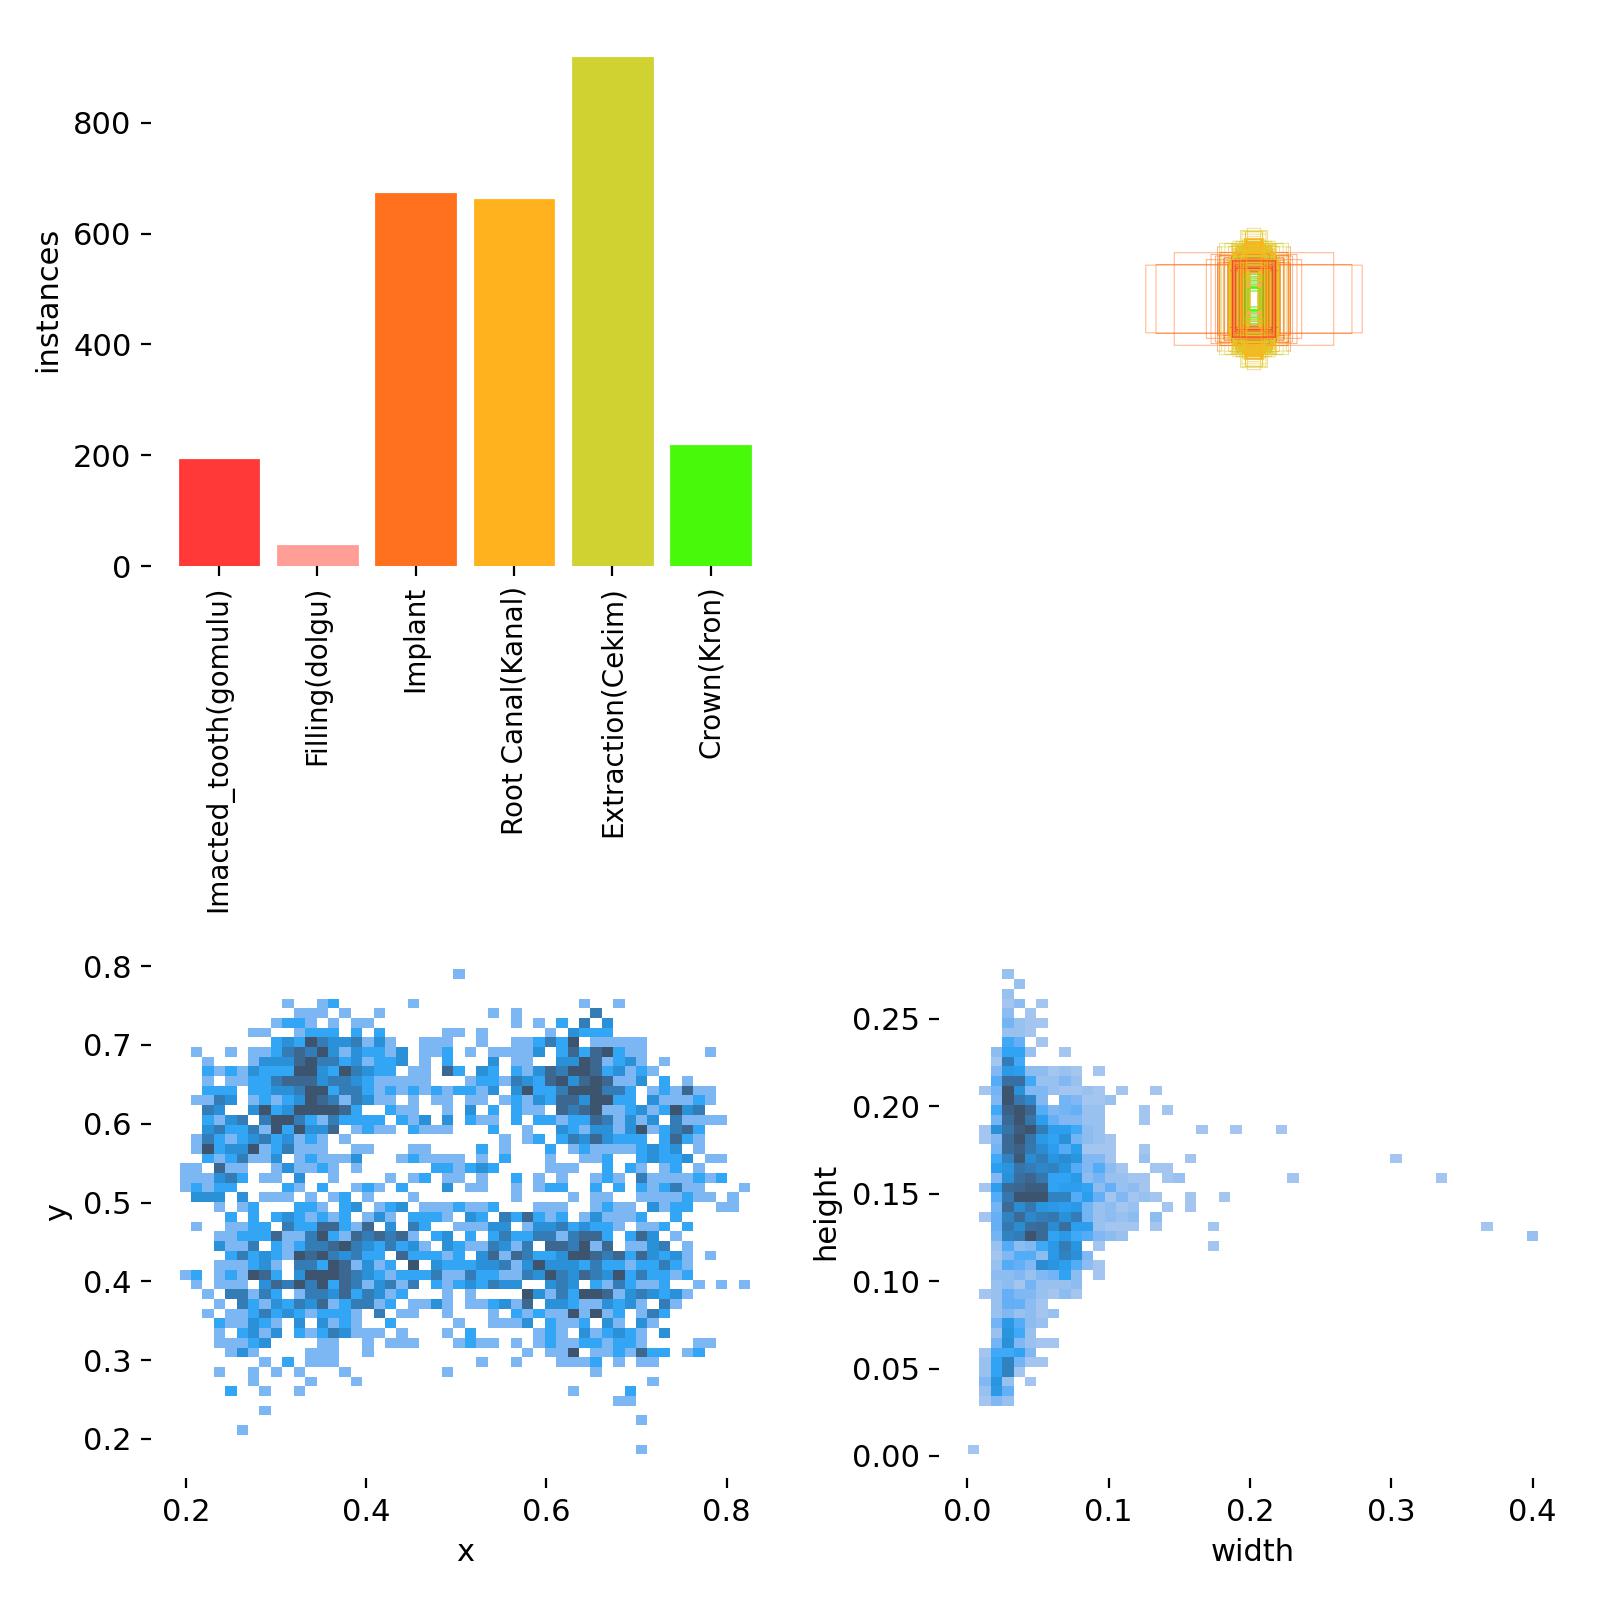 instances
800
600
400
200
0
Imacted_tooth(gomulu)
Filling(dolgu)
Implant
Root Canal(Kanal)
Extraction(Cekim)
Crown(Kron)
y
0.8
0.7
0.6
0.5
0.4
0.3
0.2
0.2 0.4 0.6 0.8
x
height
0.25
0.20
0.15
0.10
0.05
0.00
0.0 0.1 0.2 0.3 0.4
width